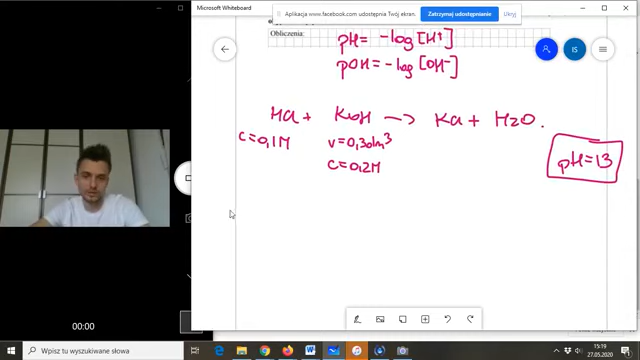 Microsoft Whiteboard
Aplikacja www.facebook.com udostępnia Twój ekran.
Zatrzymaj udostępnianie
Ukryj
Obliczenia:
pH = -log [H+]
pOH = -log [OH-]
IS
HCl + KOH → KCl + H2O.
c=0,1M
v=0,3dm³
c=0,2M
pH=13
00:00
Wpisz tu wyszukiwane słowa
15:19
27.05.2020